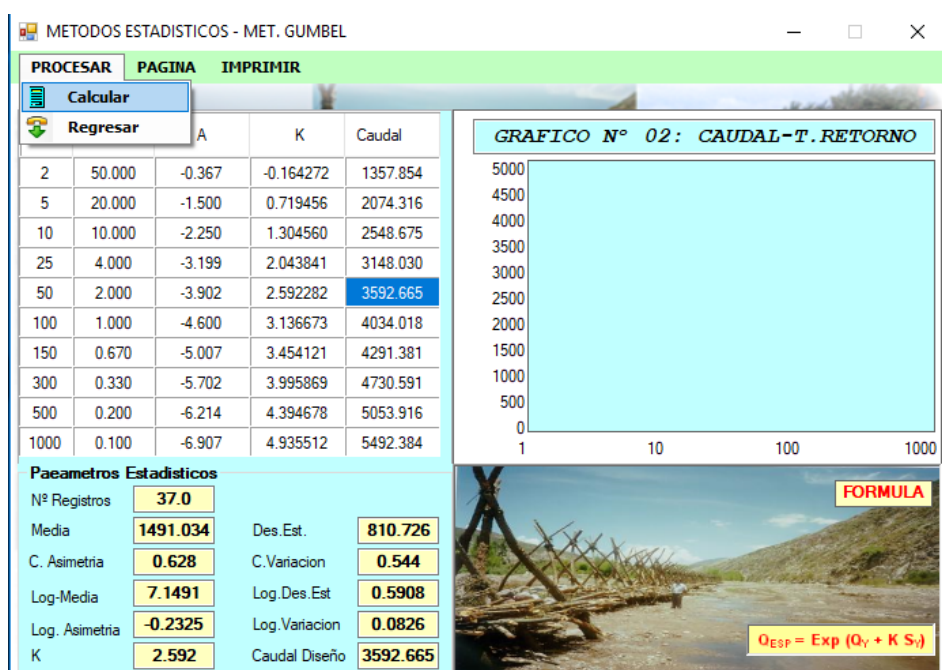 METODOS ESTADISTICOS - MET. GUMBEL
PROCESAR PAGINA IMPRIMIR
Calcular
Regresar
A K Caudal
2 50.000 -0.367 -0.164272 1357.854
5 20.000 -1.500 0.719456 2074.316
10 10.000 -2.250 1.304560 2548.675
25 4.000 -3.199 2.043841 3148.030
50 2.000 -3.902 2.592282 3592.665
100 1.000 -4.600 3.136673 4034.018
150 0.670 -5.007 3.454121 4291.381
300 0.330 -5.702 3.995869 4730.591
500 0.200 -6.214 4.394678 5053.916
1000 0.100 -6.907 4.935512 5492.384
GRAFICO Nº 02: CAUDAL-T.RETORNO
5000
4500
4000
3500
3000
2500
2000
1500
1000
500
0
1 10 100 1000
Paeametros Estadisticos
Nº Registros 37.0
Media 1491.034 Des.Est. 810.726
C. Asimetria 0.628 C.Variacion 0.544
Log-Media 7.1491 Log.Des.Est 0.5908
Log. Asimetria -0.2325 Log.Variacion 0.0826
K 2.592 Caudal Diseño 3592.665
FORMULA
QESP = Exp (QY + K SY)